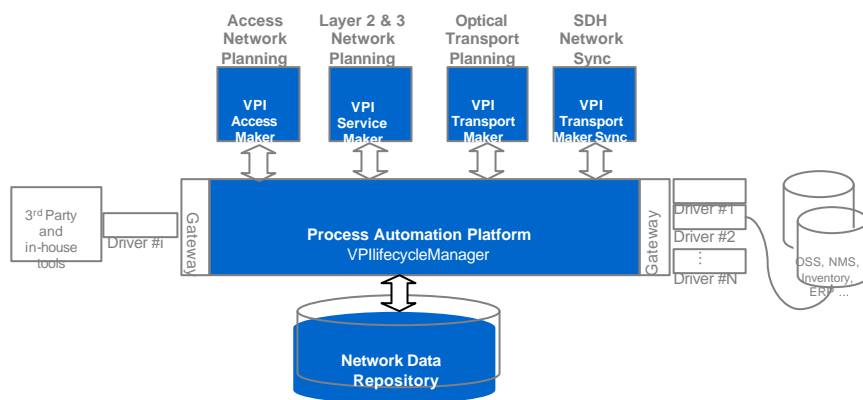 Access
Network
Planning
Layer 2 & 3
Network
Planning
Optical
Transport
Planning
SDH
Network
Sync
VPI
Access
Maker
VPI
Service
Maker
VPI
Transport
Maker
VPI
Transport
Maker Sync
3rd Party
and
in-house
tools
Driver #i
Gateway
Process Automation Platform
VPIlifecycleManager
Gateway
Driver #1
Driver #2
⋮
Driver #N
OSS, NMS,
Inventory,
ERP ...
Network Data
Repository